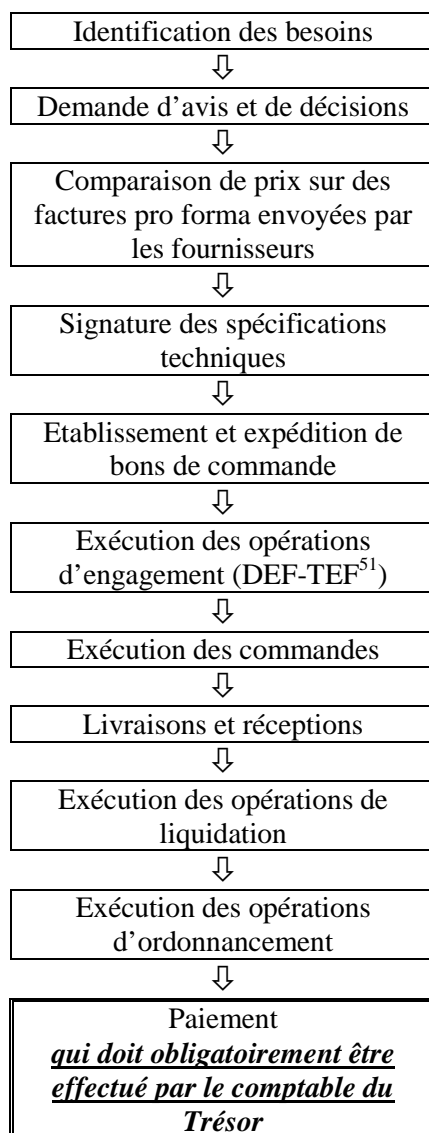 Identification des besoins
⇩
Demande d’avis et de décisions
⇩
Comparaison de prix sur des
factures pro forma envoyées par
les fournisseurs
⇩
Signature des spécifications
techniques
⇩
Etablissement et expédition de
bons de commande
⇩
Exécution des opérations
d’engagement (DEF-TEF51)
⇩
Exécution des commandes
⇩
Livraisons et réceptions
⇩
Exécution des opérations de
liquidation
⇩
Exécution des opérations
d’ordonnancement
⇩
Paiement
qui doit obligatoirement être
effectué par le comptable du
Trésor